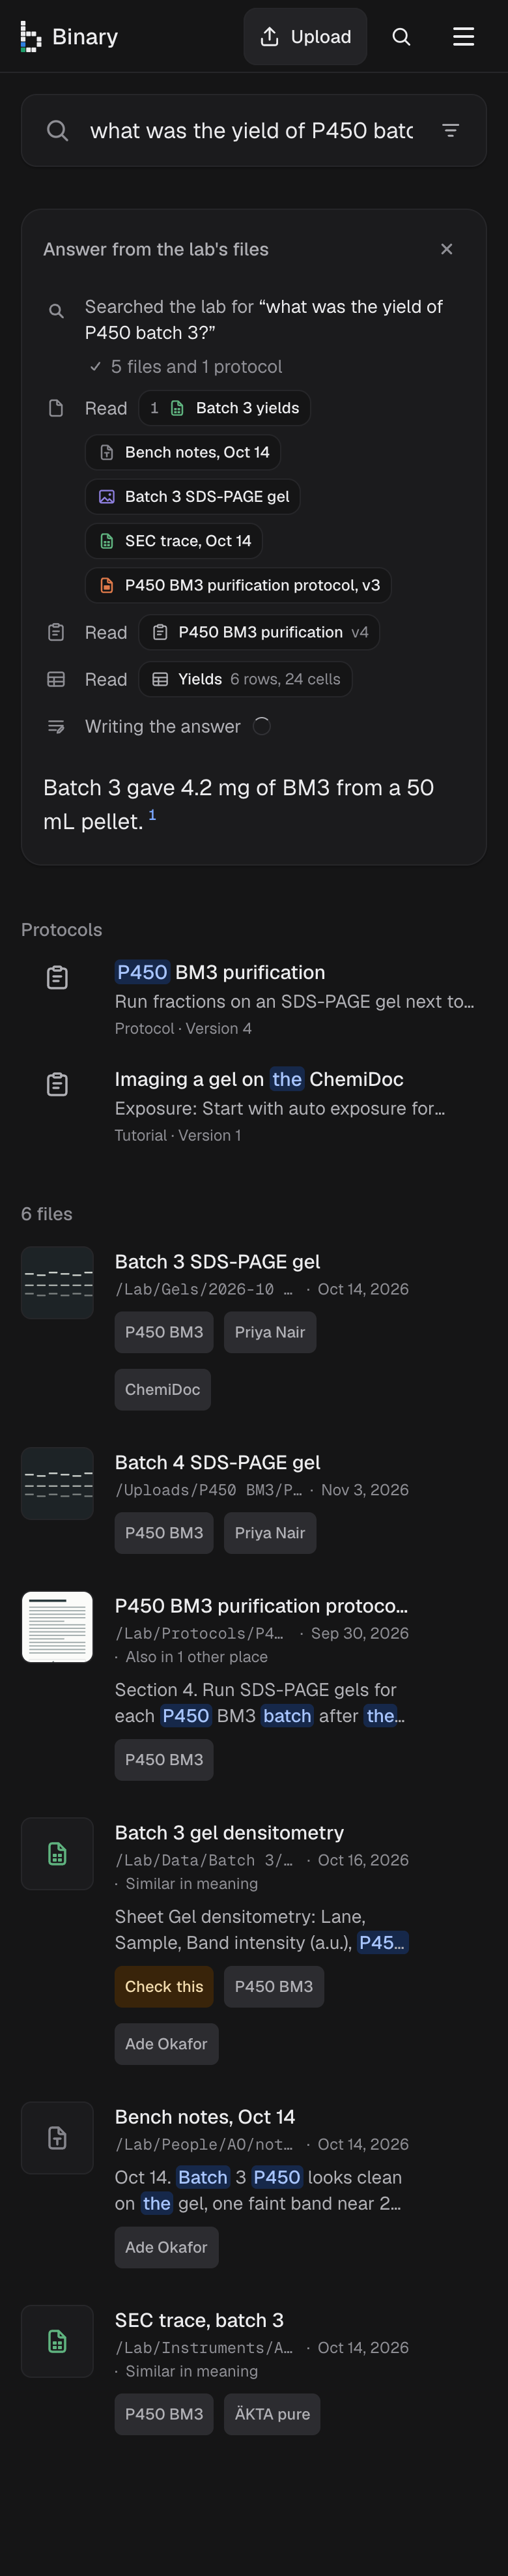 Binary
Upload
what was the yield of P450 batc
Answer from the lab's files
Searched the lab for “what was the yield of
P450 batch 3?”
5 files and 1 protocol
Read 1 Batch 3 yields
Bench notes, Oct 14
Batch 3 SDS-PAGE gel
SEC trace, Oct 14
P450 BM3 purification protocol, v3
Read P450 BM3 purification v4
Read Yields 6 rows, 24 cells
Writing the answer
Batch 3 gave 4.2 mg of BM3 from a 50
mL pellet. 1
Protocols
P450 BM3 purification
Run fractions on an SDS-PAGE gel next to…
Protocol · Version 4
Imaging a gel on the ChemiDoc
Exposure: Start with auto exposure for…
Tutorial · Version 1
6 files
Batch 3 SDS-PAGE gel
/Lab/Gels/2026-10 … · Oct 14, 2026
P450 BM3 Priya Nair
ChemiDoc
Batch 4 SDS-PAGE gel
/Uploads/P450 BM3/P… · Nov 3, 2026
P450 BM3 Priya Nair
P450 BM3 purification protoco…
/Lab/Protocols/P4… · Sep 30, 2026
· Also in 1 other place
Section 4. Run SDS-PAGE gels for
each P450 BM3 batch after the…
P450 BM3
Batch 3 gel densitometry
/Lab/Data/Batch 3/… · Oct 16, 2026
· Similar in meaning
Sheet Gel densitometry: Lane,
Sample, Band intensity (a.u.), P45…
Check this P450 BM3
Ade Okafor
Bench notes, Oct 14
/Lab/People/AO/not… · Oct 14, 2026
Oct 14. Batch 3 P450 looks clean
on the gel, one faint band near 2…
Ade Okafor
SEC trace, batch 3
/Lab/Instruments/A… · Oct 14, 2026
· Similar in meaning
P450 BM3 ÄKTA pure